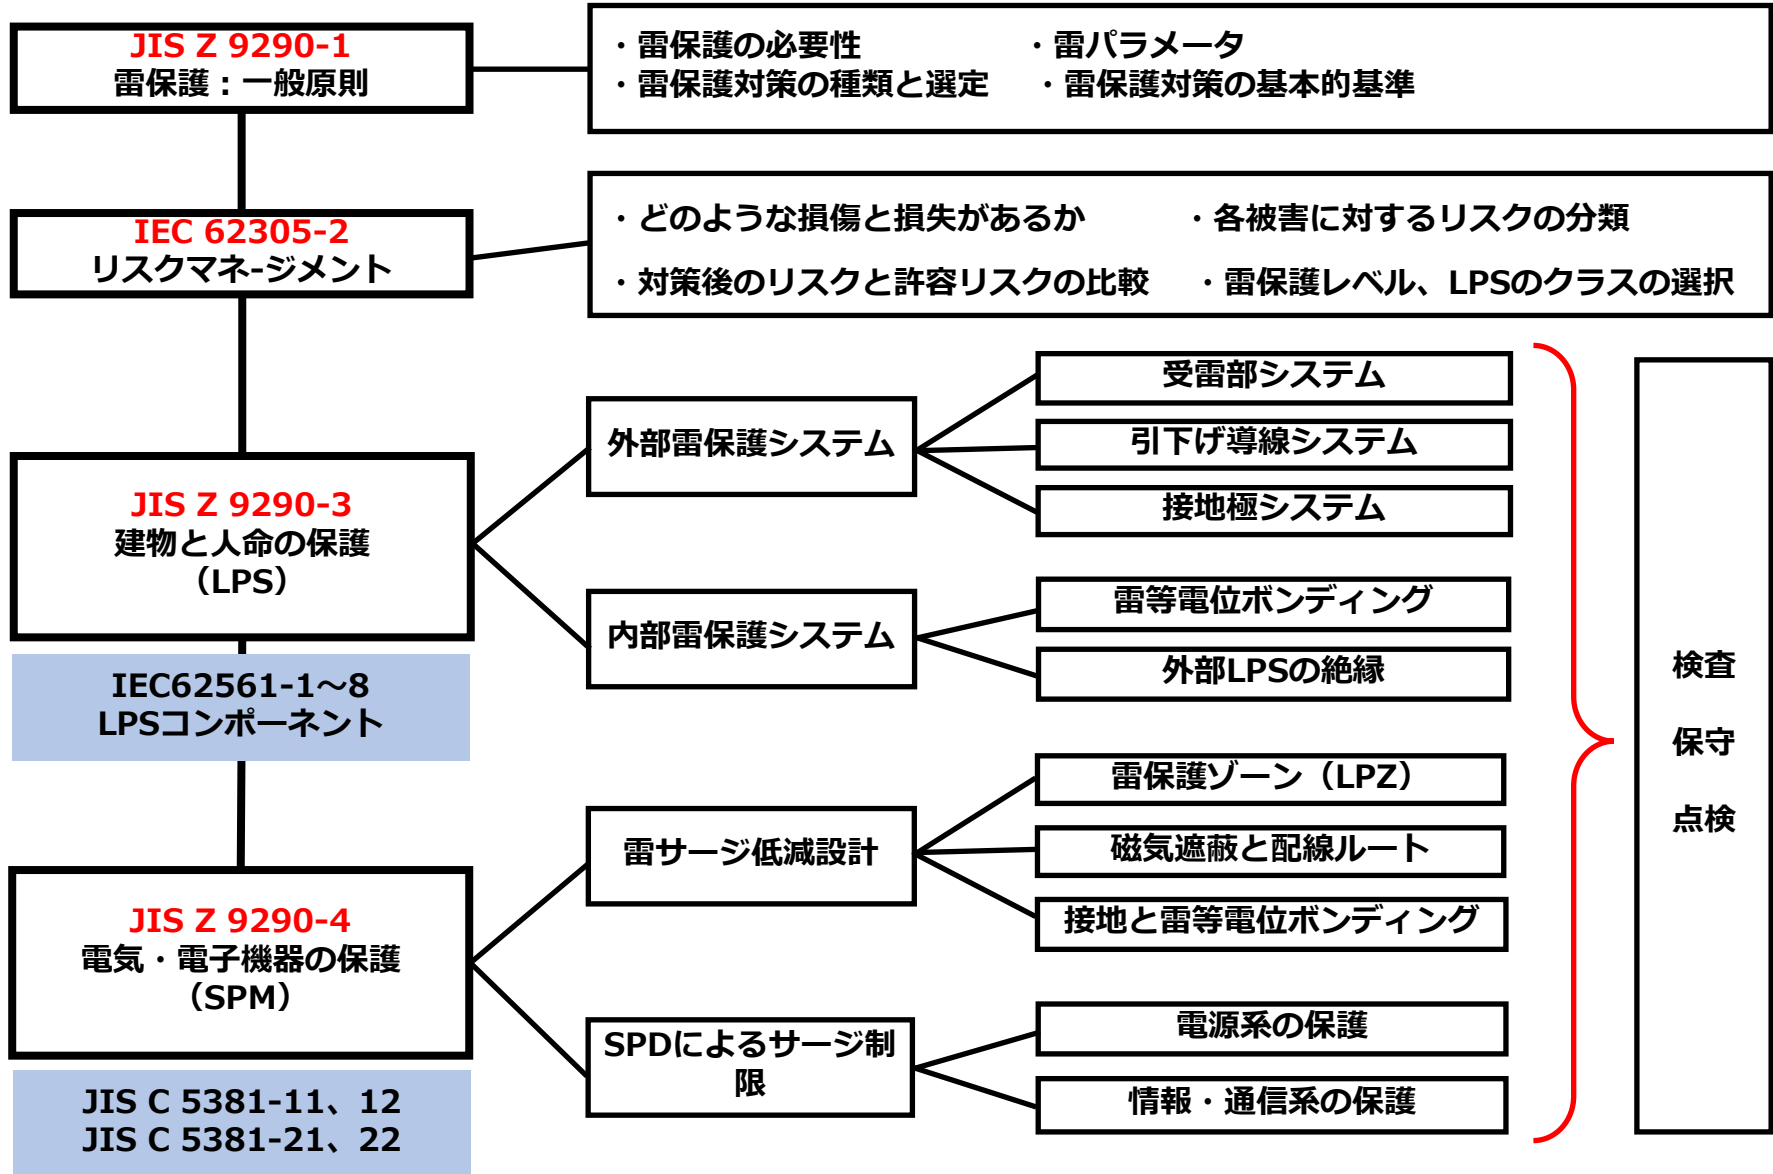 JIS Z 9290-1
雷保護：一般原則
・雷保護の必要性 ・雷パラメータ
・雷保護対策の種類と選定 ・雷保護対策の基本的基準
IEC 62305-2
リスクマネ-ジメント
・どのような損傷と損失があるか ・各被害に対するリスクの分類
・対策後のリスクと許容リスクの比較 ・雷保護レベル、LPSのクラスの選択
JIS Z 9290-3
建物と人命の保護
（LPS）
IEC62561-1～8
LPSコンポーネント
外部雷保護システム
受雷部システム
引下げ導線システム
接地極システム
内部雷保護システム
雷等電位ボンディング
外部LPSの絶縁
JIS Z 9290-4
電気・電子機器の保護
（SPM）
JIS C 5381-11、12
JIS C 5381-21、22
雷サージ低減設計
雷保護ゾーン（LPZ）
磁気遮蔽と配線ルート
接地と雷等電位ボンディング
SPDによるサージ制
限
電源系の保護
情報・通信系の保護
検査
保守
点検